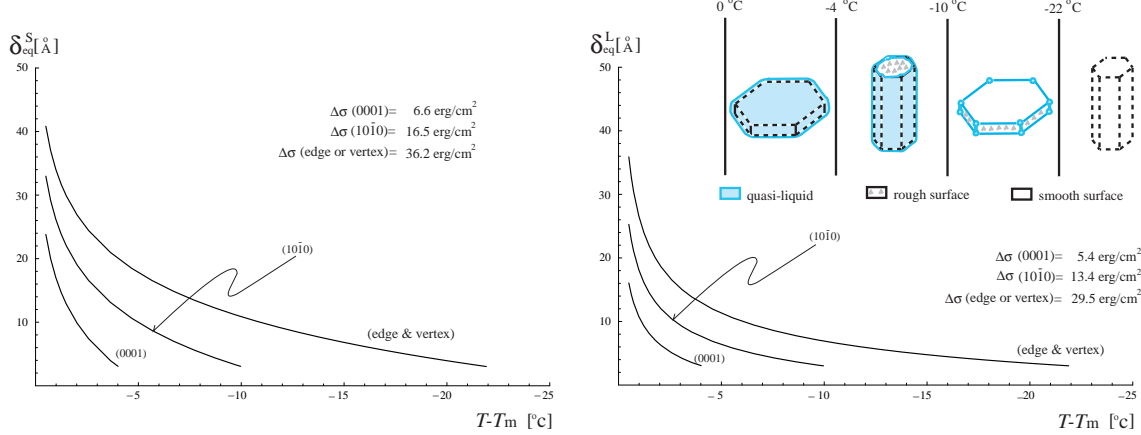 δeqS[Å]
50
40
30
20
10
Δσ (0001)= 6.6 erg/cm2
Δσ (101̄0)= 16.5 erg/cm2
Δσ (edge or vertex)= 36.2 erg/cm2
(101̄0)
(edge & vertex)
(0001)
−5 −10 −15 −20 −25
T-Tm [°c]
0 °C -4 °C -10 °C -22 °C
δeqL[Å]
50
40
30
20
10
quasi-liquid rough surface smooth surface
(101̄0)
Δσ (0001)= 5.4 erg/cm2
Δσ (101̄0)= 13.4 erg/cm2
Δσ (edge or vertex)= 29.5 erg/cm2
(edge & vertex)
(0001)
−5 −10 −15 −20 −25
T-Tm [°c]